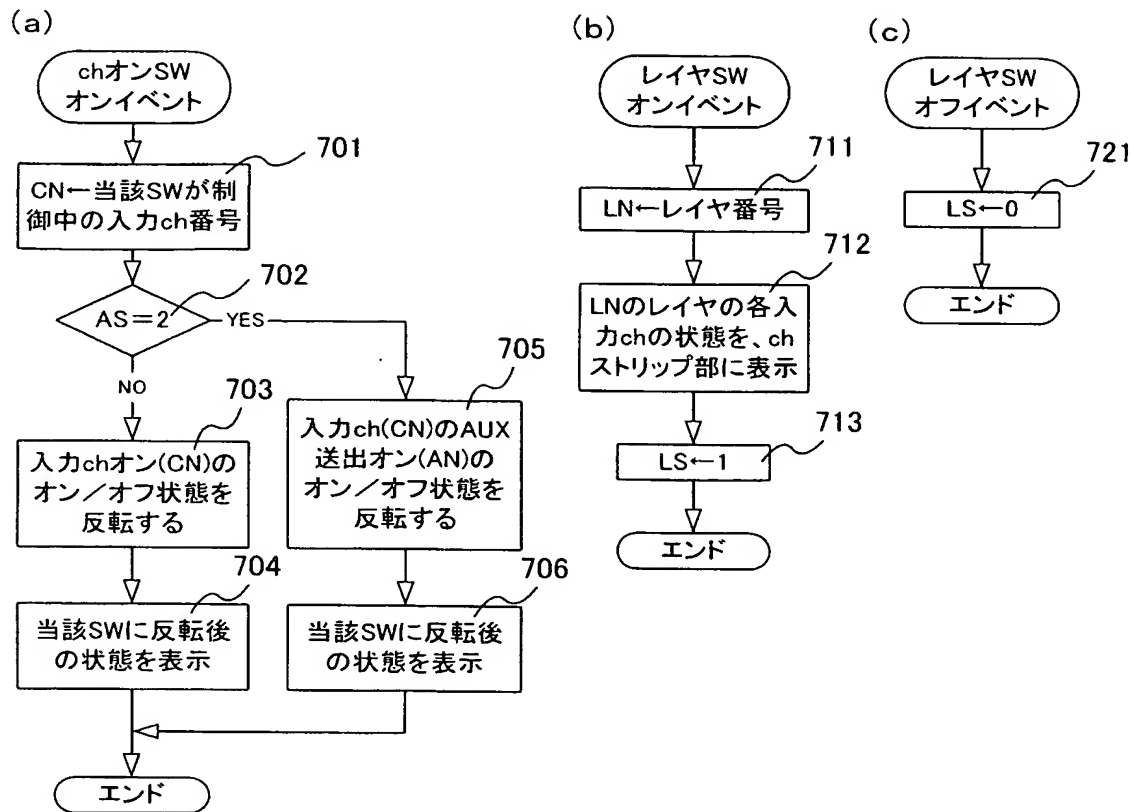 (a)
chオンSW
オンイベント
701
CN←当該SWが制
御中の入力ch番号
702
AS=2
YES
NO
703
入力chオン(CN)の
オン／オフ状態を
反転する
704
当該SWに反転後
の状態を表示
705
入力ch(CN)のAUX
送出オン(AN)の
オン／オフ状態を
反転する
706
当該SWに反転後
の状態を表示
エンド
(b)
レイヤSW
オンイベント
711
LN←レイヤ番号
712
LNのレイヤの各入
力chの状態を、ch
ストリップ部に表示
713
LS←1
エンド
(c)
レイヤSW
オフイベント
721
LS←0
エンド